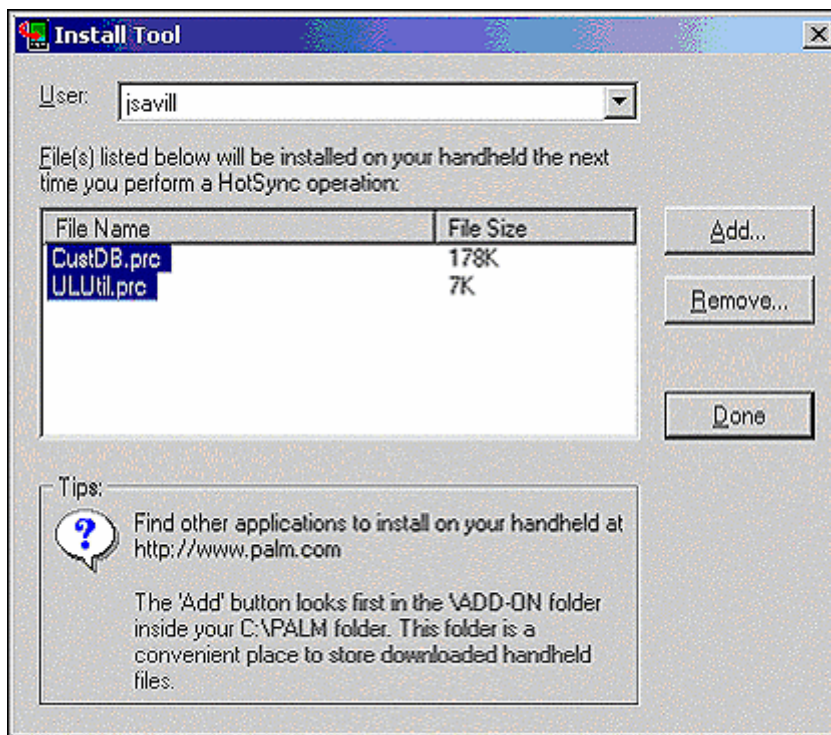 Install Tool
User: jsavill
File(s) listed below will be installed on your handheld the next
time you perform a HotSync operation:
File Name File Size
CustDB.prc 178K
ULUtil.prc 7K
Add...
Remove...
Done
Tips:
Find other applications to install on your handheld at
http://www.palm.com
The 'Add' button looks first in the \ADD-ON folder
inside your C:\PALM folder. This folder is a
convenient place to store downloaded handheld
files.